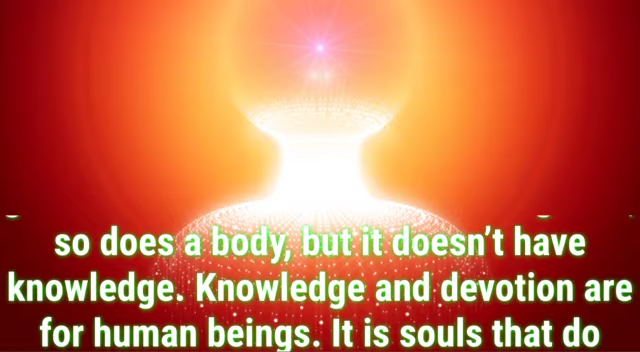 so does a body, but it doesn’t have
knowledge. Knowledge and devotion are
for human beings. It is souls that do